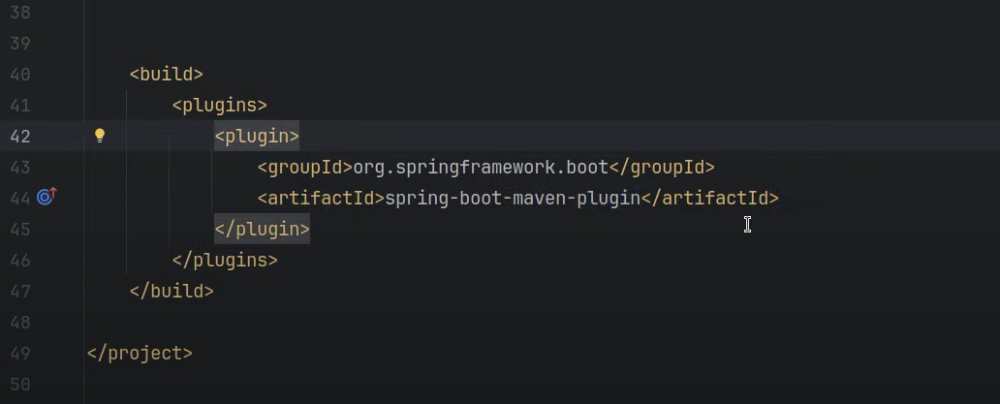 38
39
40 <build>
41 <plugins>
42 <plugin>
43 <groupId>org.springframework.boot</groupId>
44 <artifactId>spring-boot-maven-plugin</artifactId>
45 </plugin>
46 </plugins>
47 </build>
48
49 </project>
50